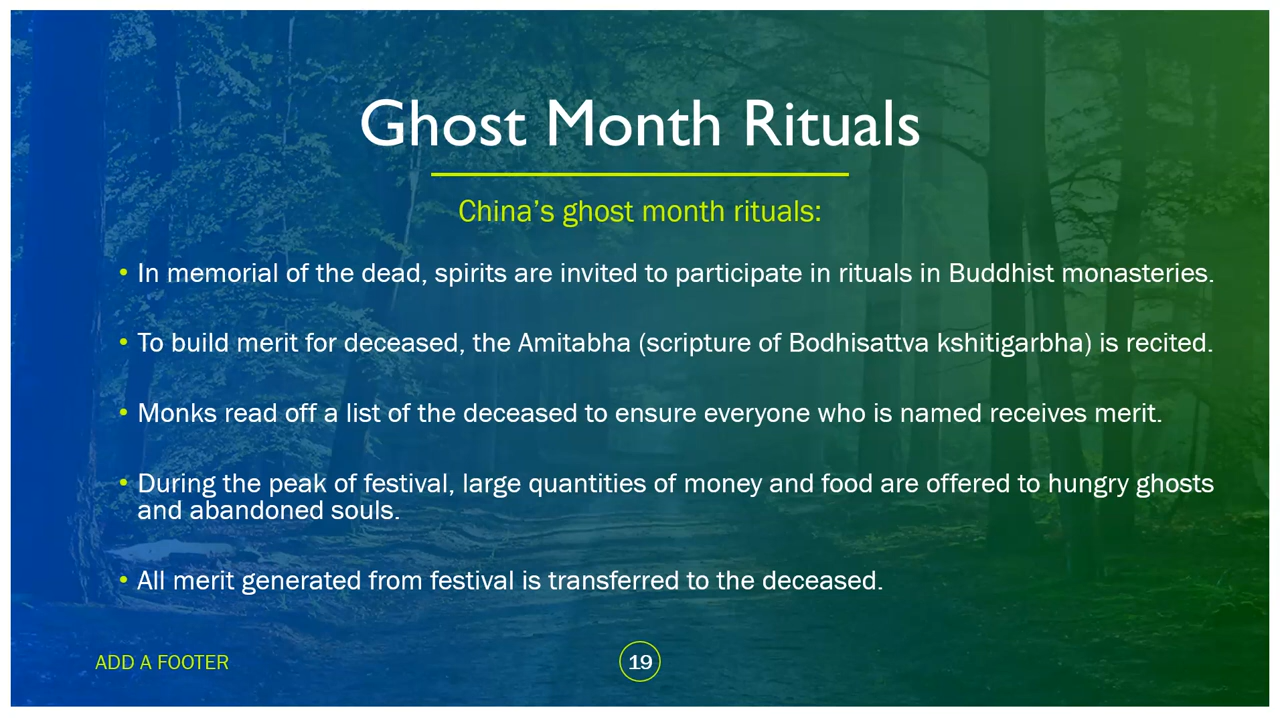 Ghost Month Rituals
China’s ghost month rituals:
• In memorial of the dead, spirits are invited to participate in rituals in Buddhist monasteries.
• To build merit for deceased, the Amitabha (scripture of Bodhisattva kshitigarbha) is recited.
• Monks read off a list of the deceased to ensure everyone who is named receives merit.
• During the peak of festival, large quantities of money and food are offered to hungry ghosts
and abandoned souls.
• All merit generated from festival is transferred to the deceased.
ADD A FOOTER
19